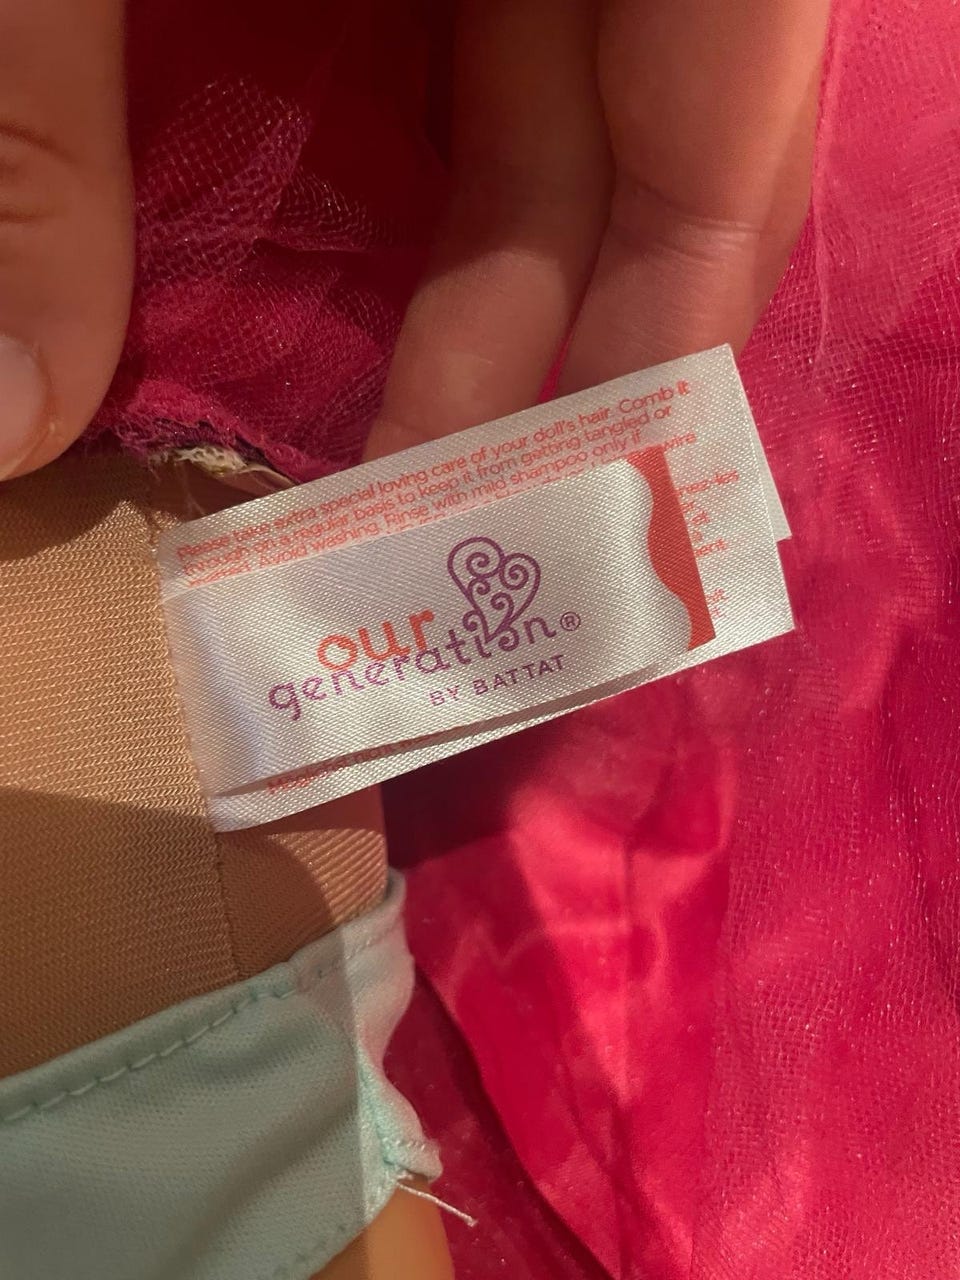 Please take extra special loving care of your doll's hair. Comb it
through on a regular basis to keep it from getting tangled or
Avoid Washing. Rinse with mild shampoo only if
wire
our
generation®
BY BATTAT